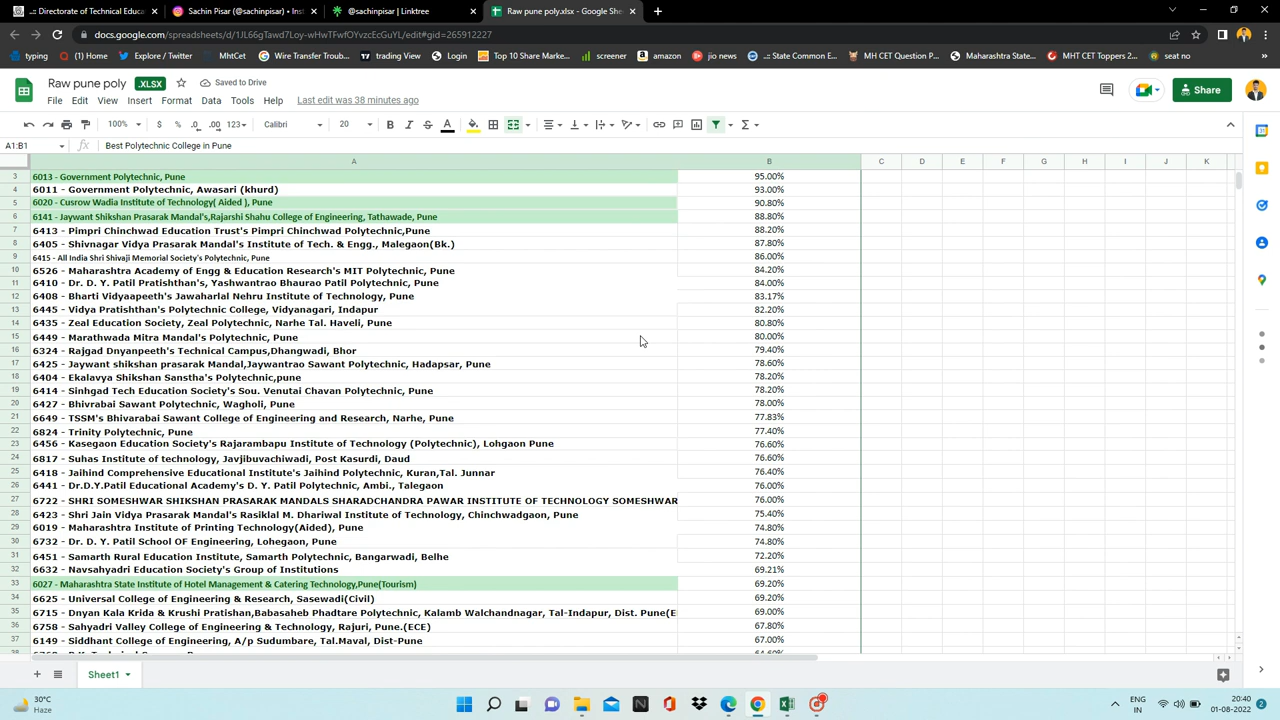 .:: Directorate of Technical Educa
Sachin Pisar (@sachinpisar) • Inst
@sachinpisar | Linktree
Raw pune poly.xlsx - Google Shee
docs.google.com/spreadsheets/d/1JL66gTawd7Loy-wHwTFwfOYvzcEcGuYL/edit#gid=265912227
typing
(1) Home
Explore / Twitter
MhtCet
Wire Transfer Troub...
trading View
Login
Top 10 Share Marke...
screener
amazon
jio news
.:: State Common E...
MH CET Question P...
Maharashtra State...
MHT CET Toppers 2...
seat no
Raw pune poly
.XLSX
Saved to Drive
File Edit View Insert Format Data Tools Help
Last edit was 38 minutes ago
Share
100% $ % .0 .00 123 Calibri 20
A1:B1 fx Best Polytechnic College in Pune
A B C D E F G H I J K
3 6013 - Government Polytechnic, Pune 95.00%
4 6011 - Government Polytechnic, Awasari (khurd) 93.00%
5 6020 - Cusrow Wadia Institute of Technology( Aided ), Pune 90.80%
6 6141 - Jaywant Shikshan Prasarak Mandal's,Rajarshi Shahu College of Engineering, Tathawade, Pune 88.80%
7 6413 - Pimpri Chinchwad Education Trust's Pimpri Chinchwad Polytechnic,Pune 88.20%
8 6405 - Shivnagar Vidya Prasarak Mandal's Institute of Tech. & Engg., Malegaon(Bk.) 87.80%
9 6415 - All India Shri Shivaji Memorial Society's Polytechnic, Pune 86.00%
10 6526 - Maharashtra Academy of Engg & Education Research's MIT Polytechnic, Pune 84.20%
11 6410 - Dr. D. Y. Patil Pratishthan's, Yashwantrao Bhaurao Patil Polytechnic, Pune 84.00%
12 6408 - Bharti Vidyaapeeth's Jawaharlal Nehru Institute of Technology, Pune 83.17%
13 6445 - Vidya Pratishthan's Polytechnic College, Vidyanagari, Indapur 82.20%
14 6435 - Zeal Education Society, Zeal Polytechnic, Narhe Tal. Haveli, Pune 80.80%
15 6449 - Marathwada Mitra Mandal's Polytechnic, Pune 80.00%
16 6324 - Rajgad Dnyanpeeth's Technical Campus,Dhangwadi, Bhor 79.40%
17 6425 - Jaywant shikshan prasarak Mandal,Jaywantrao Sawant Polytechnic, Hadapsar, Pune 78.60%
18 6404 - Ekalavya Shikshan Sanstha's Polytechnic,pune 78.20%
19 6414 - Sinhgad Tech Education Society's Sou. Venutai Chavan Polytechnic, Pune 78.20%
20 6427 - Bhivrabai Sawant Polytechnic, Wagholi, Pune 78.00%
21 6649 - TSSM's Bhivarabai Sawant College of Engineering and Research, Narhe, Pune 77.83%
22 6824 - Trinity Polytechnic, Pune 77.40%
23 6456 - Kasegaon Education Society's Rajarambapu Institute of Technology (Polytechnic), Lohgaon Pune 76.60%
24 6817 - Suhas Institute of technology, Javjibuvachiwadi, Post Kasurdi, Daud 76.60%
25 6418 - Jaihind Comprehensive Educational Institute's Jaihind Polytechnic, Kuran,Tal. Junnar 76.40%
26 6441 - Dr.D.Y.Patil Educational Academy's D. Y. Patil Polytechnic, Ambi., Talegaon 76.00%
27 6722 - SHRI SOMESHWAR SHIKSHAN PRASARAK MANDALS SHARADCHANDRA PAWAR INSTITUTE OF TECHNOLOGY SOMESHWAR 76.00%
28 6423 - Shri Jain Vidya Prasarak Mandal's Rasiklal M. Dhariwal Institute of Technology, Chinchwadgaon, Pune 75.40%
29 6019 - Maharashtra Institute of Printing Technology(Aided), Pune 74.80%
30 6732 - Dr. D. Y. Patil School OF Engineering, Lohegaon, Pune 74.80%
31 6451 - Samarth Rural Education Institute, Samarth Polytechnic, Bangarwadi, Belhe 72.20%
32 6632 - Navsahyadri Education Society's Group of Institutions 69.21%
33 6027 - Maharashtra State Institute of Hotel Management & Catering Technology,Pune(Tourism) 69.20%
34 6625 - Universal College of Engineering & Research, Sasewadi(Civil) 69.20%
35 6715 - Dnyan Kala Krida & Krushi Pratishan,Babasaheb Phadtare Polytechnic, Kalamb Walchandnagar, Tal-Indapur, Dist. Pune(E 69.00%
36 6758 - Sahyadri Valley College of Engineering & Technology, Rajuri, Pune.(ECE) 67.80%
37 6149 - Siddhant College of Engineering, A/p Sudumbare, Tal.Maval, Dist-Pune 67.00%
Sheet1
30°C
Haze
ENG
IN
20:40
01-08-2022